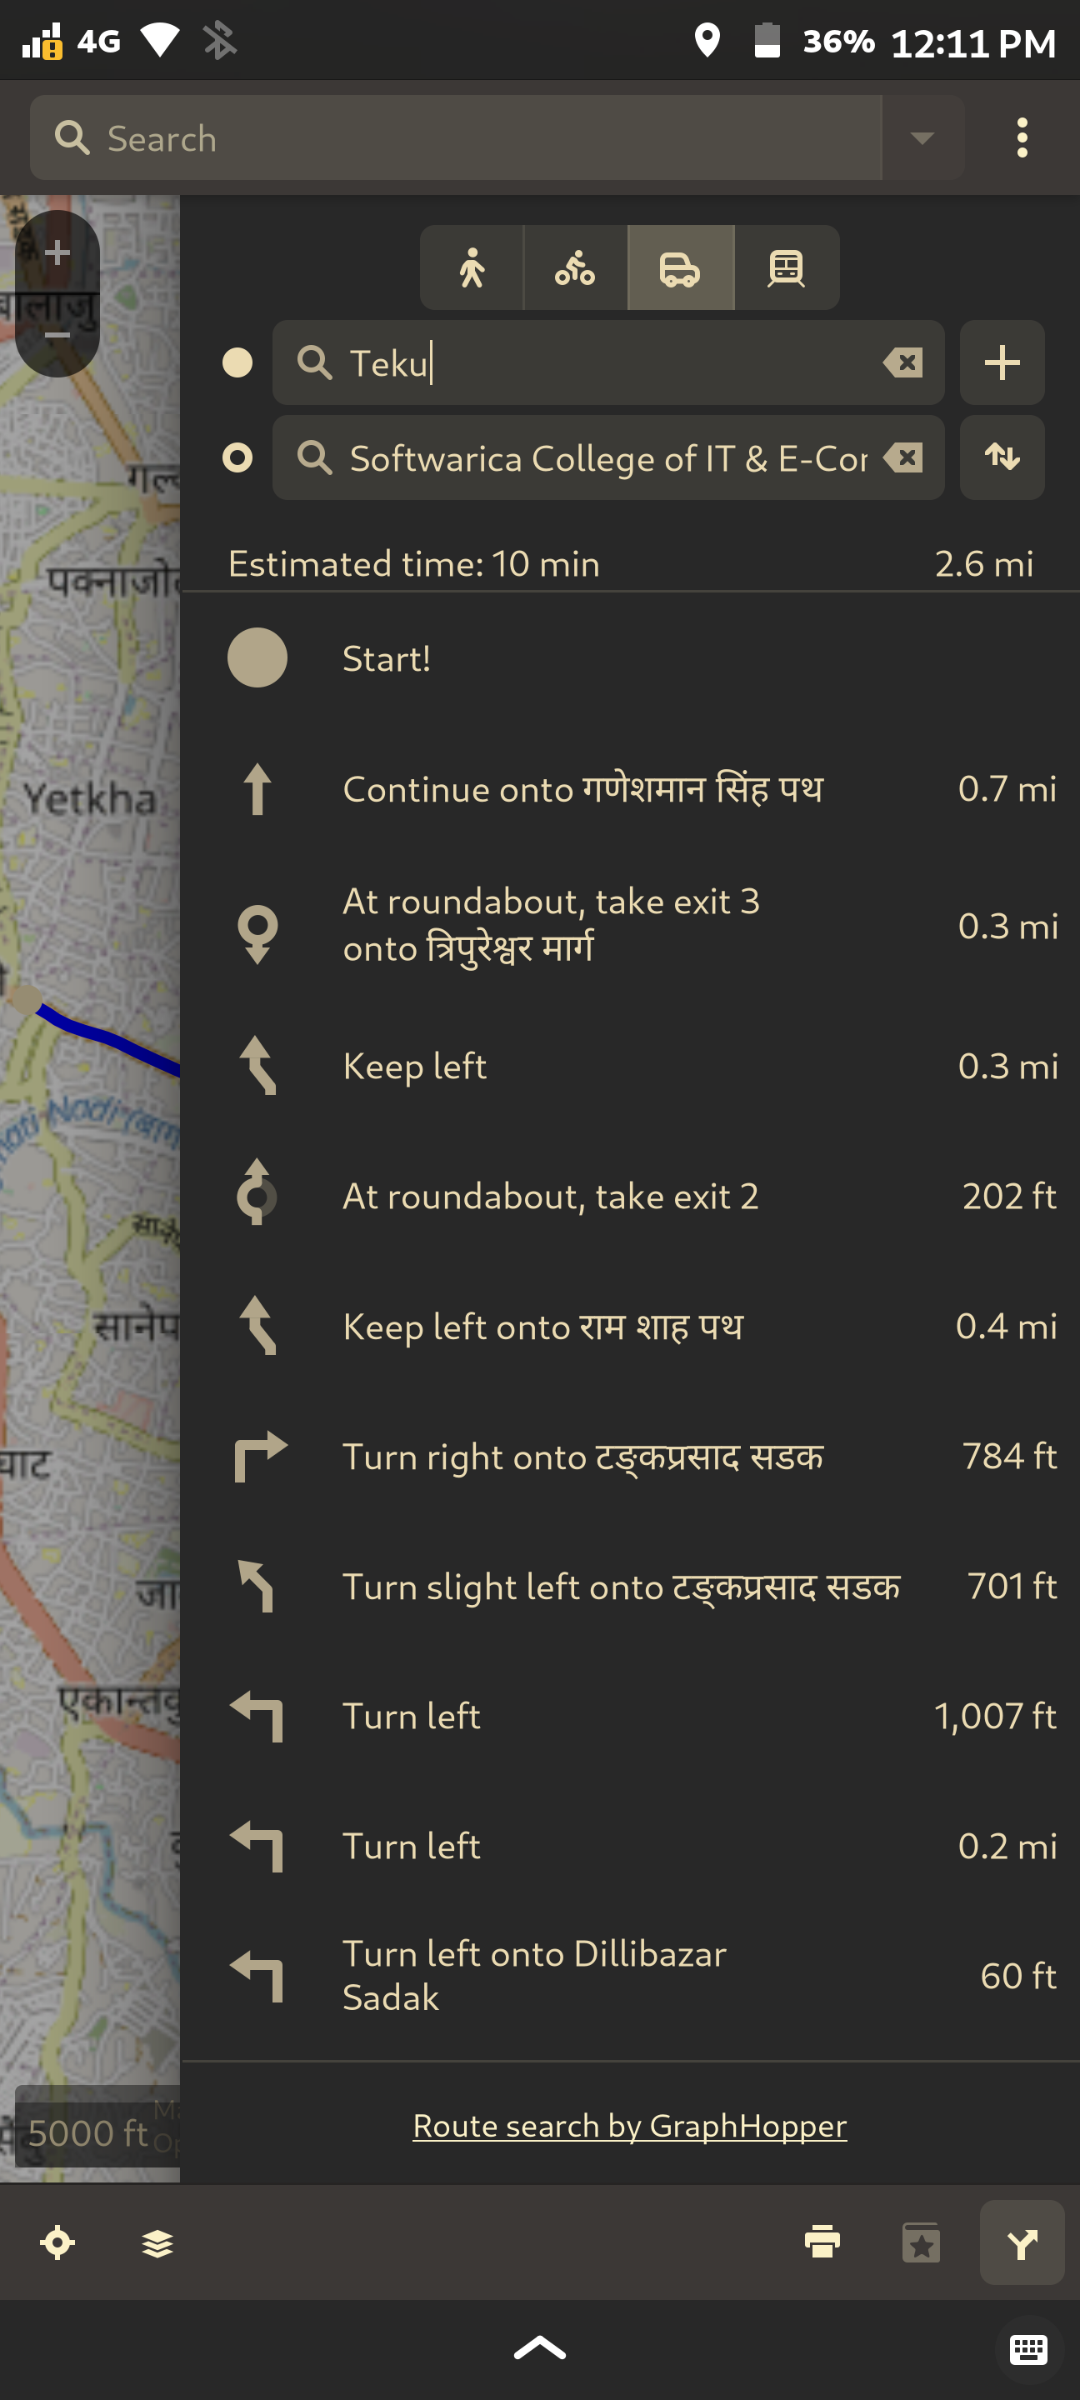 4G
36% 12:11 PM
Search
Teku
Softwarica College of IT & E-Cor
Estimated time: 10 min 2.6 mi
Start!
Continue onto गणेशमान सिंह पथ 0.7 mi
At roundabout, take exit 3
onto त्रिपुरेश्वर मार्ग 0.3 mi
Keep left 0.3 mi
At roundabout, take exit 2 202 ft
Keep left onto राम शाह पथ 0.4 mi
Turn right onto टङ्कप्रसाद सडक 784 ft
Turn slight left onto टङ्कप्रसाद सडक 701 ft
Turn left 1,007 ft
Turn left 0.2 mi
Turn left onto Dillibazar
Sadak 60 ft
Route search by GraphHopper
पक्नाजो
Yetkha
Nadi
सानेप
5000 ft